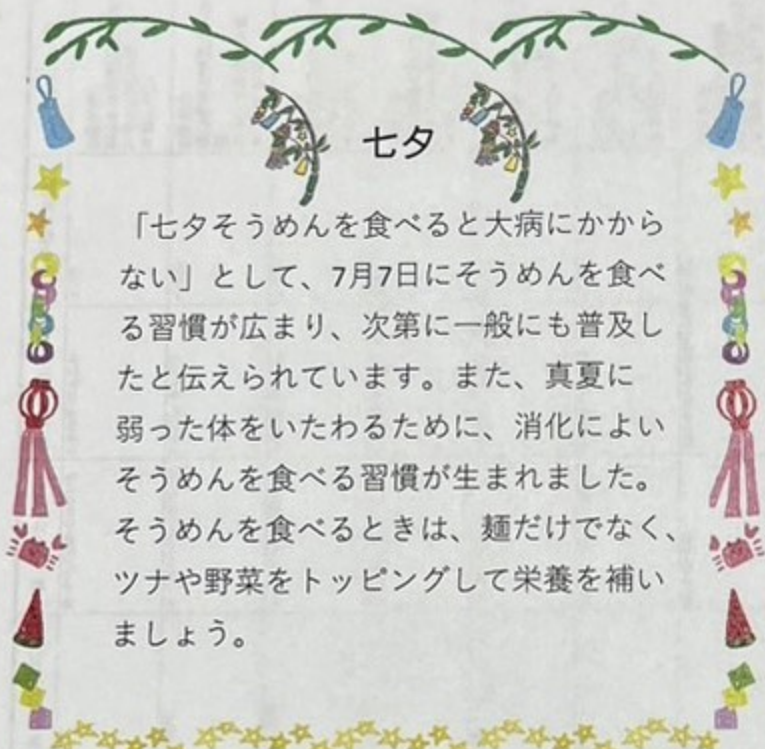 七夕
「七夕そうめんを食べると大病にかから
ない」として、7月7日にそうめんを食べ
る習慣が広まり、次第に一般にも普及し
たと伝えられています。また、真夏に
弱った体をいたわるために、消化によい
そうめんを食べる習慣が生まれました。
そうめんを食べるときは、麺だけでなく、
ツナや野菜をトッピングして栄養を補い
ましょう。